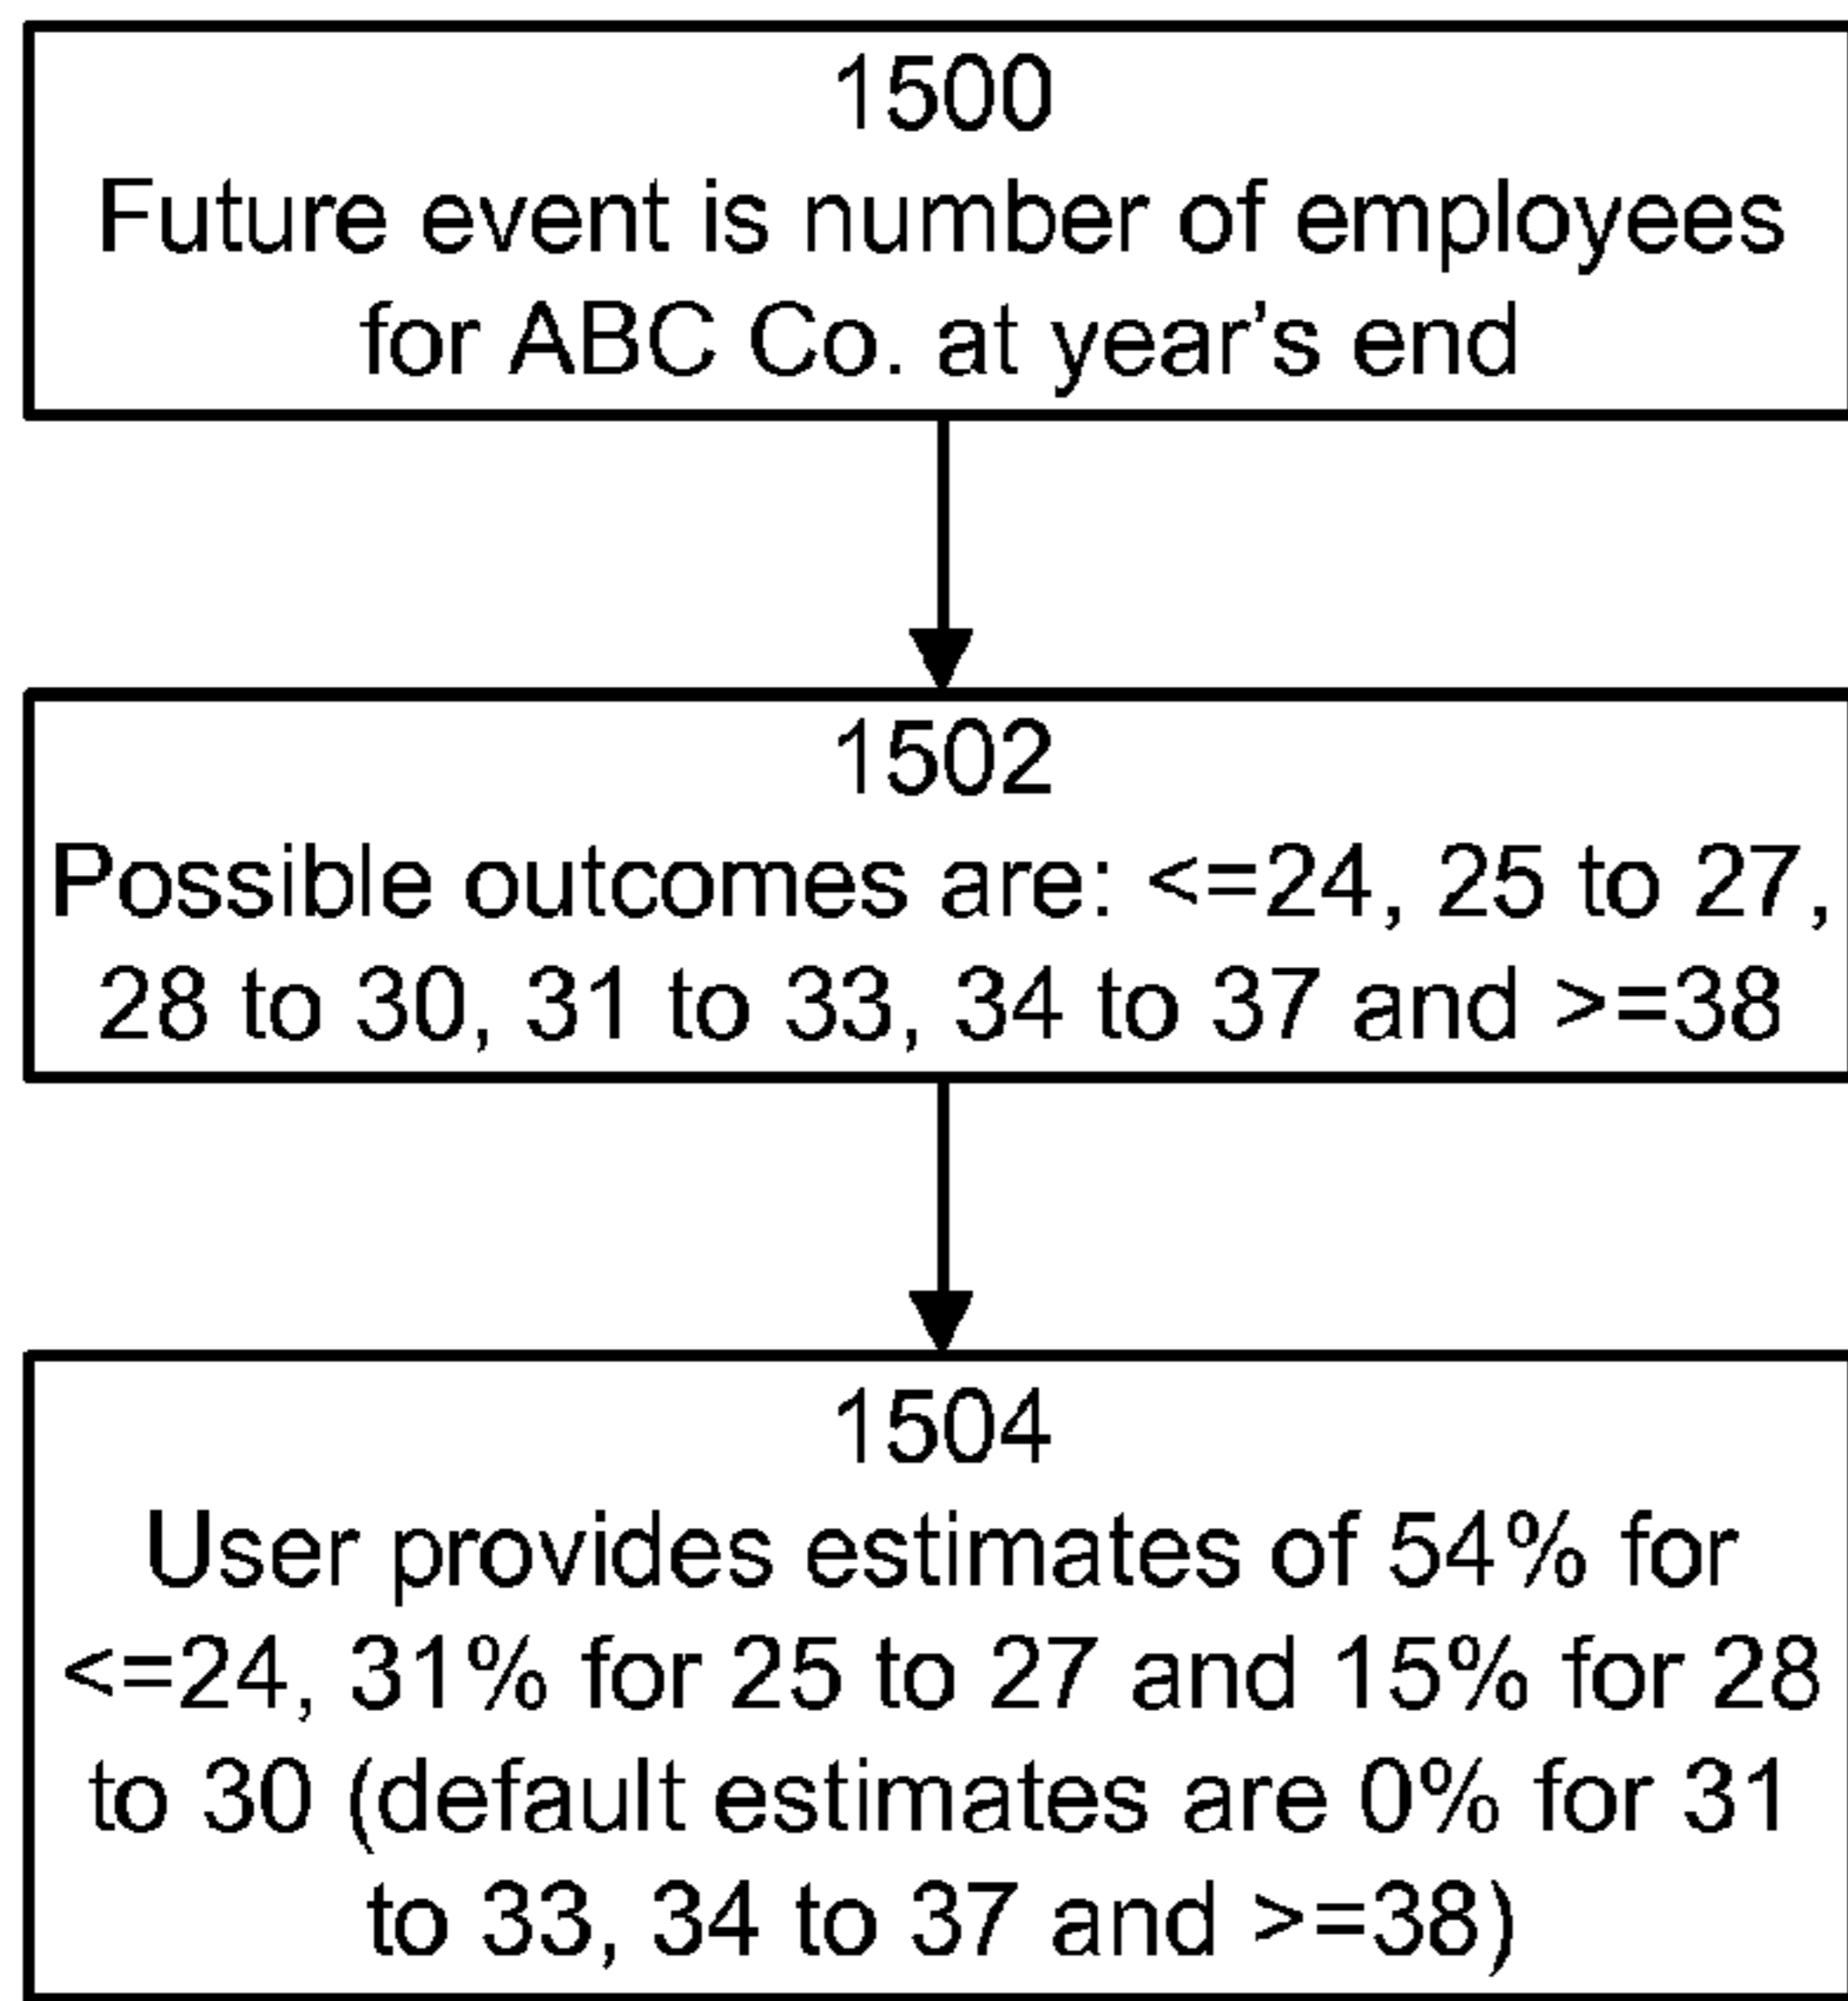 1500
Future event is number of employees
for ABC Co. at year’s end
1502
Possible outcomes are: <=24, 25 to 27,
28 to 30, 31 to 33, 34 to 37 and >=38
1504
User provides estimates of 54% for
<=24, 31% for 25 to 27 and 15% for 28
to 30 (default estimates are 0% for 31
to 33, 34 to 37 and >=38)